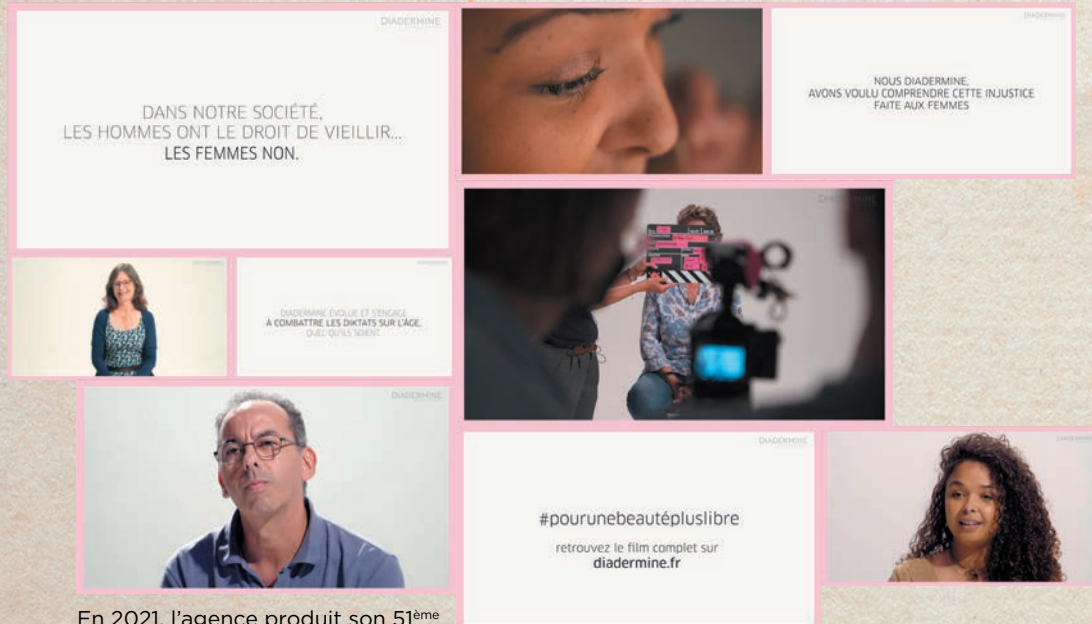 DIADERMINE
DANS NOTRE SOCIÉTÉ,
LES HOMMES ONT LE DROIT DE VIEILLIR...
LES FEMMES NON.
DIADERMINE
NOUS DIADERMINE,
AVONS VOULU COMPRENDRE CETTE INJUSTICE
FAITE AUX FEMMES
DIADERMINE
DIADERMINE ÉVOLUE ET S'ENGAGE
À COMBATTRE LES DIKTATS SUR L'ÂGE,
QUEL QU'ILS SOIENT
DIADERMINE
DIADERMINE
#pourunebeautépluslibre
retrouvez le film complet sur
diadermine.fr
En 2021, l'agence produit son 51ème